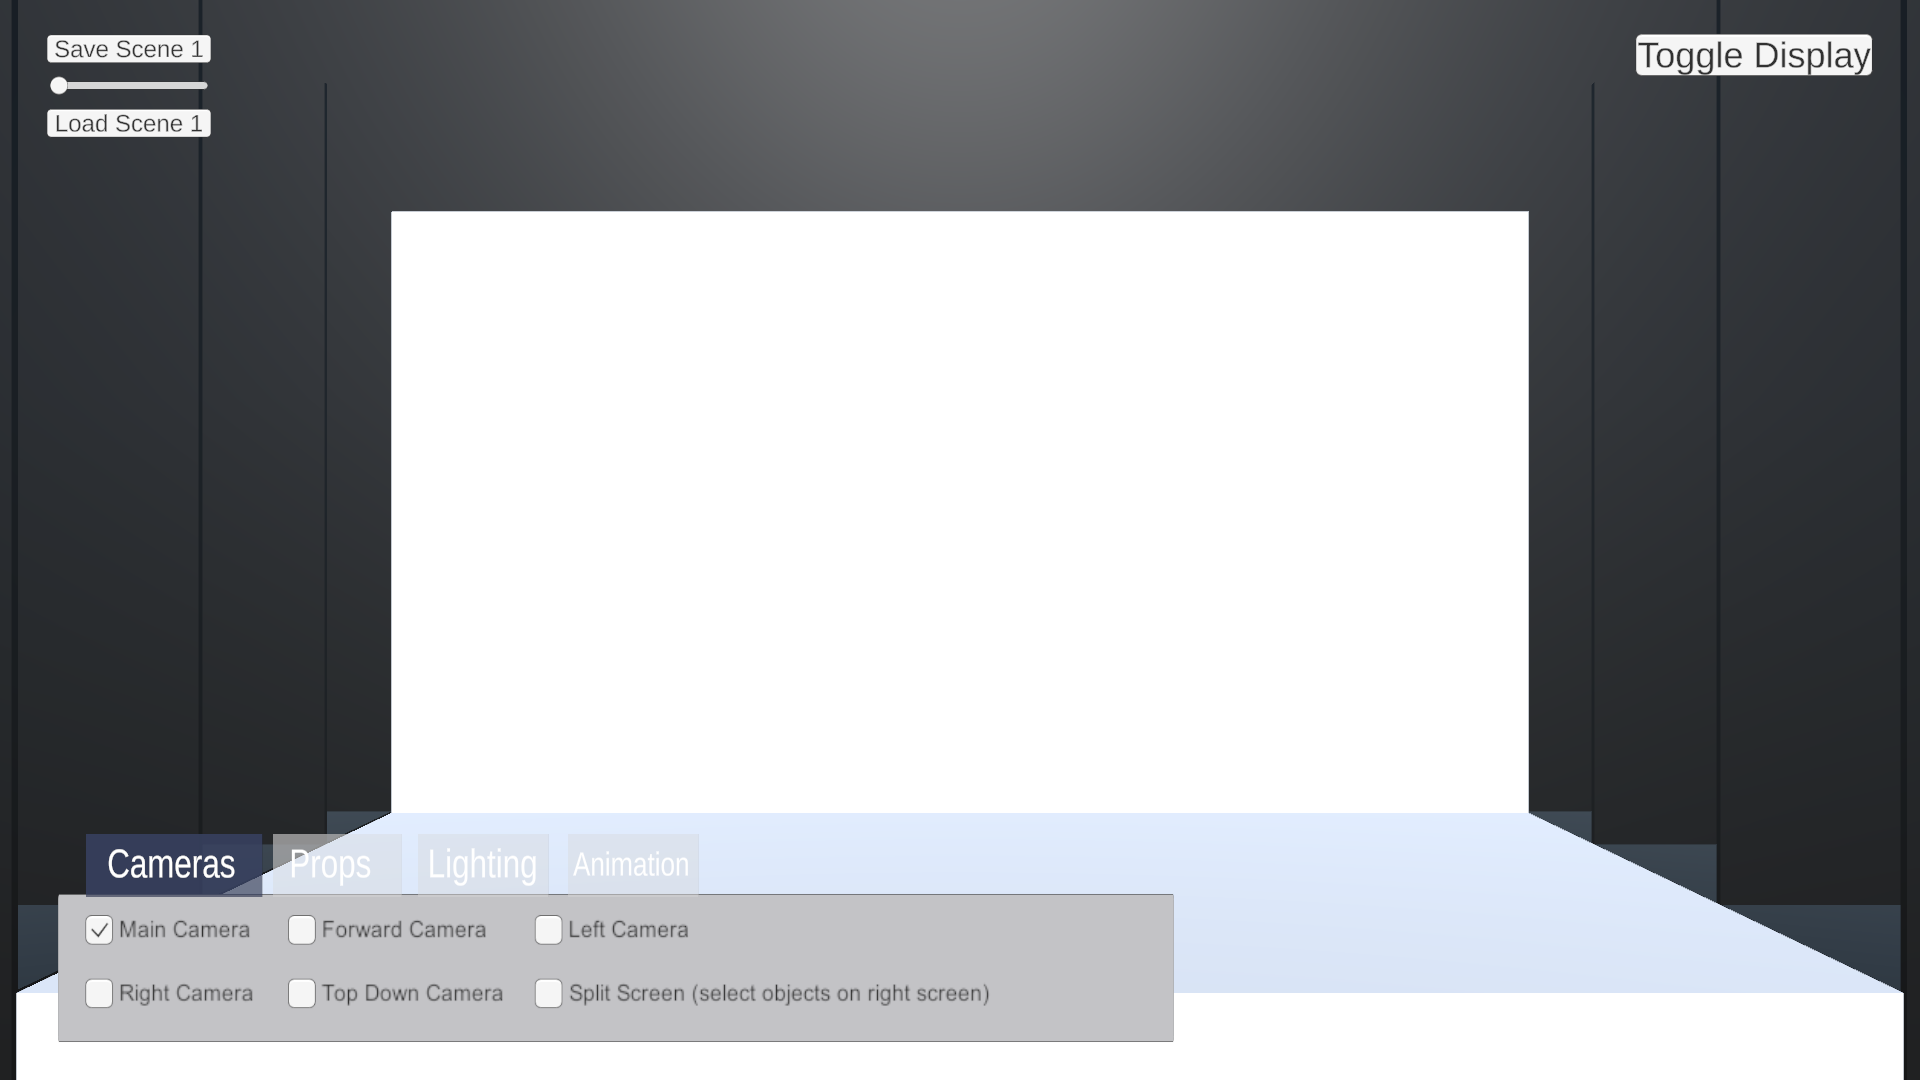 Save Scene 1
Toggle Display
Load Scene 1
Cameras Props Lighting Animation
Main Camera Forward Camera Left Camera
Right Camera Top Down Camera Split Screen (select objects on right screen)